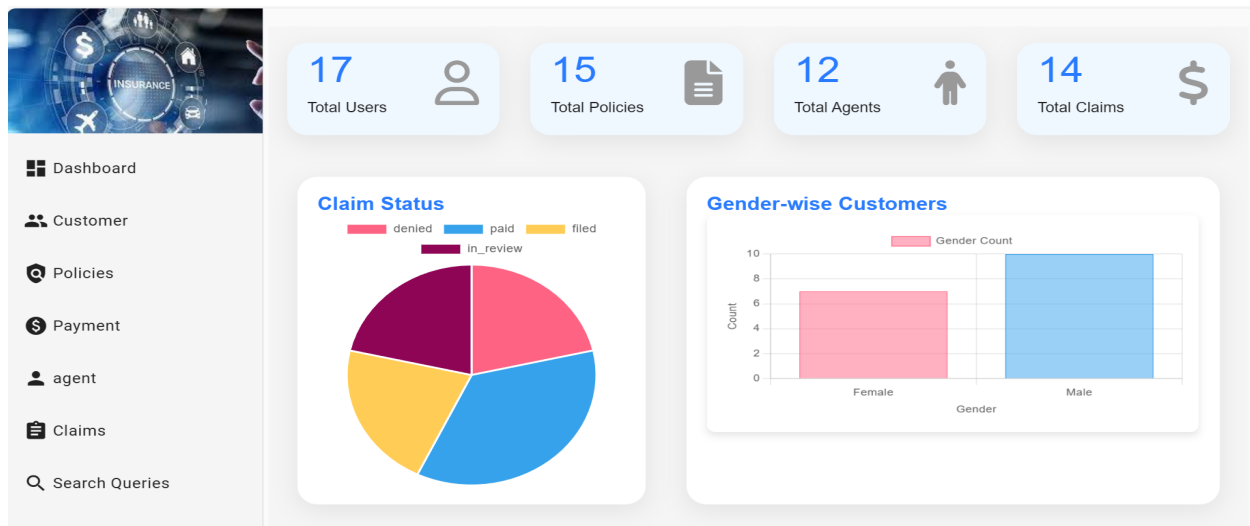 INSURANCE
Dashboard
Customer
Policies
Payment
agent
Claims
Search Queries
17
Total Users
15
Total Policies
12
Total Agents
14
Total Claims
$
Claim Status
denied paid filed
in_review
Gender-wise Customers
Gender Count
10
8
6
4
2
0
Count
Female Male
Gender